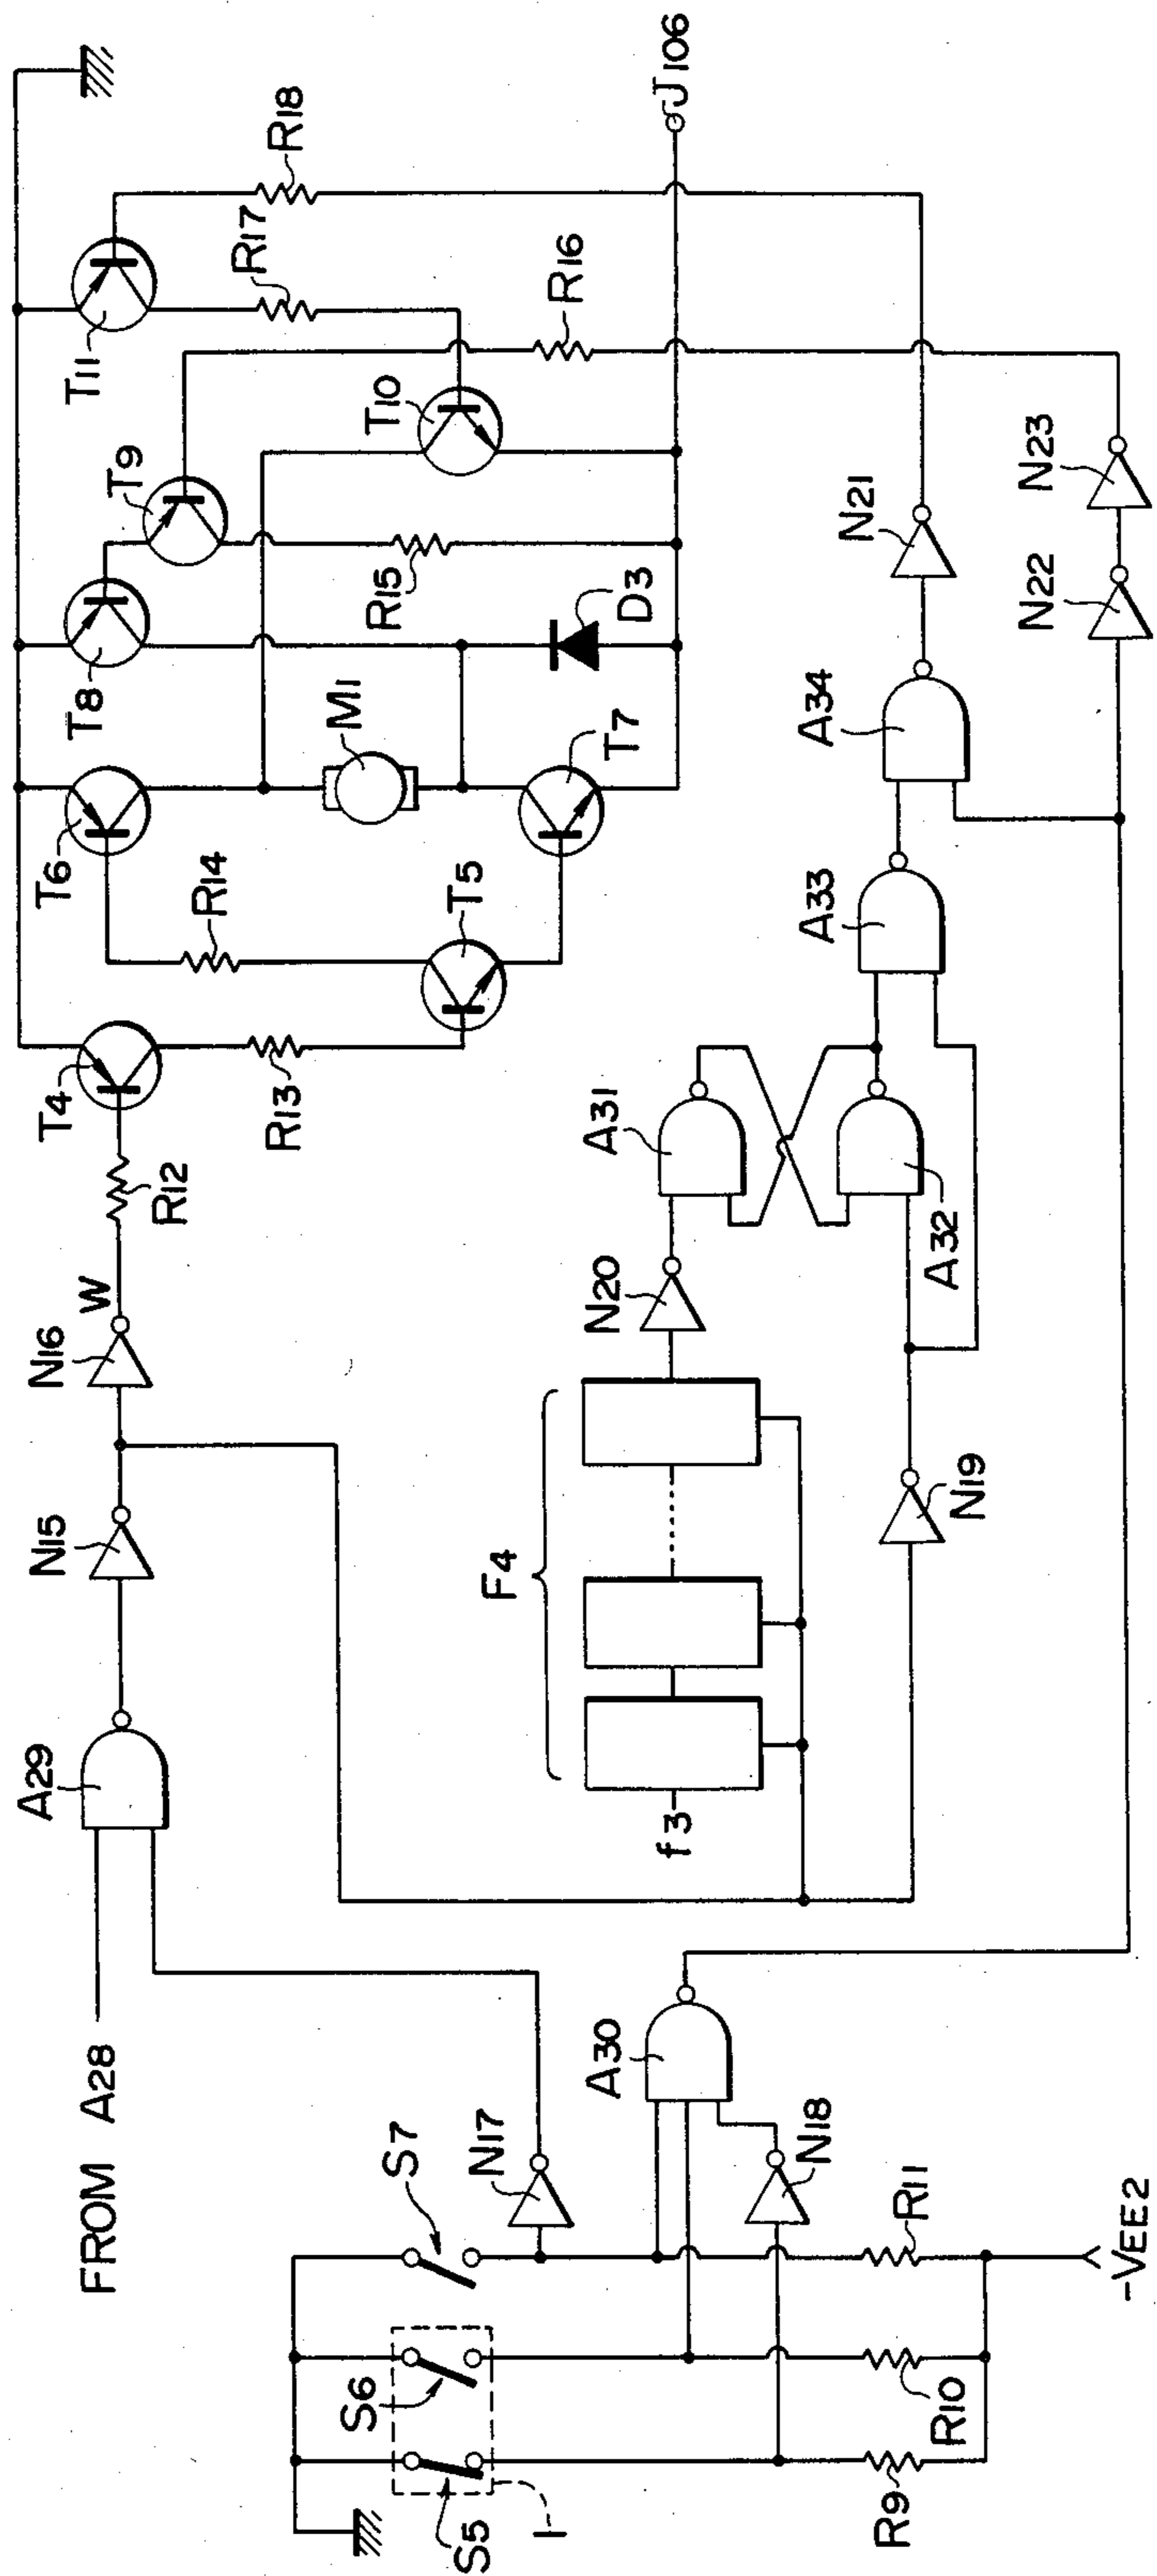 FROM A28
A29
N15
N16
W
R12
T4
R13
R14
T5
T6
M1
T7
T8
D3
R15
T9
T10
T11
R17
R18
R16
J106
S5
S6
S7
1
N17
N18
A30
R9
R10
R11
-VEE2
f3
F4
N19
N20
A31
A32
A33
A34
N21
N22
N23